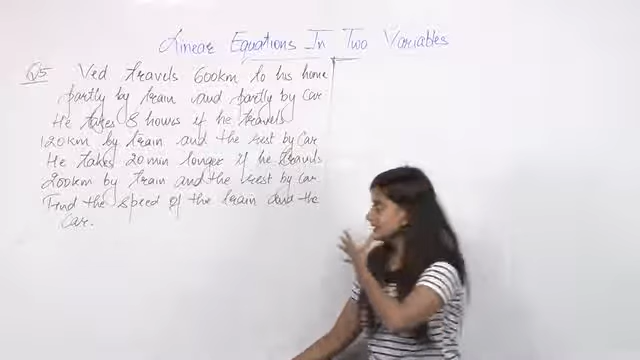 Linear Equations In Two Variables
Q5 Ved travels 600km to his home
partly by train and partly by car
He takes 8 hours if he travels
120km by train and the rest by car
He takes 20 min longer if he travels
200km by train and the rest by car
Find the speed of the train and the
car.